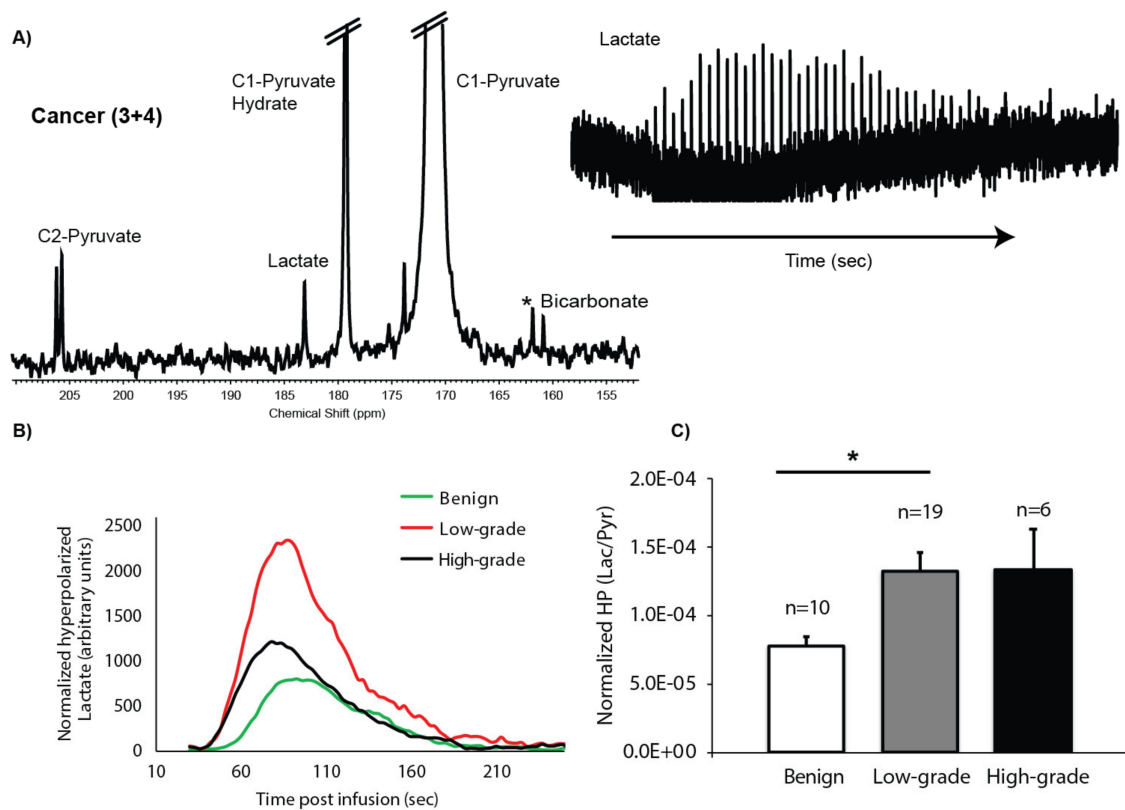 A)
Cancer (3+4)
C1-Pyruvate
Hydrate
C1-Pyruvate
C2-Pyruvate
Lactate
* Bicarbonate
205 200 195 190 185 180 175 170 165 160 155
Chemical Shift (ppm)
Lactate
Time (sec)
B)
Benign
Low-grade
High-grade
Normalized hyperpolarized
Lactate (arbitrary units)
2500
2000
1500
1000
500
0
10 60 110 160 210
Time post infusion (sec)
C)
*
Normalized HP (Lac/Pyr)
2.0E-04
1.5E-04
1.0E-04
5.0E-05
0.0E+00
n=10
n=19
n=6
Benign Low-grade High-grade